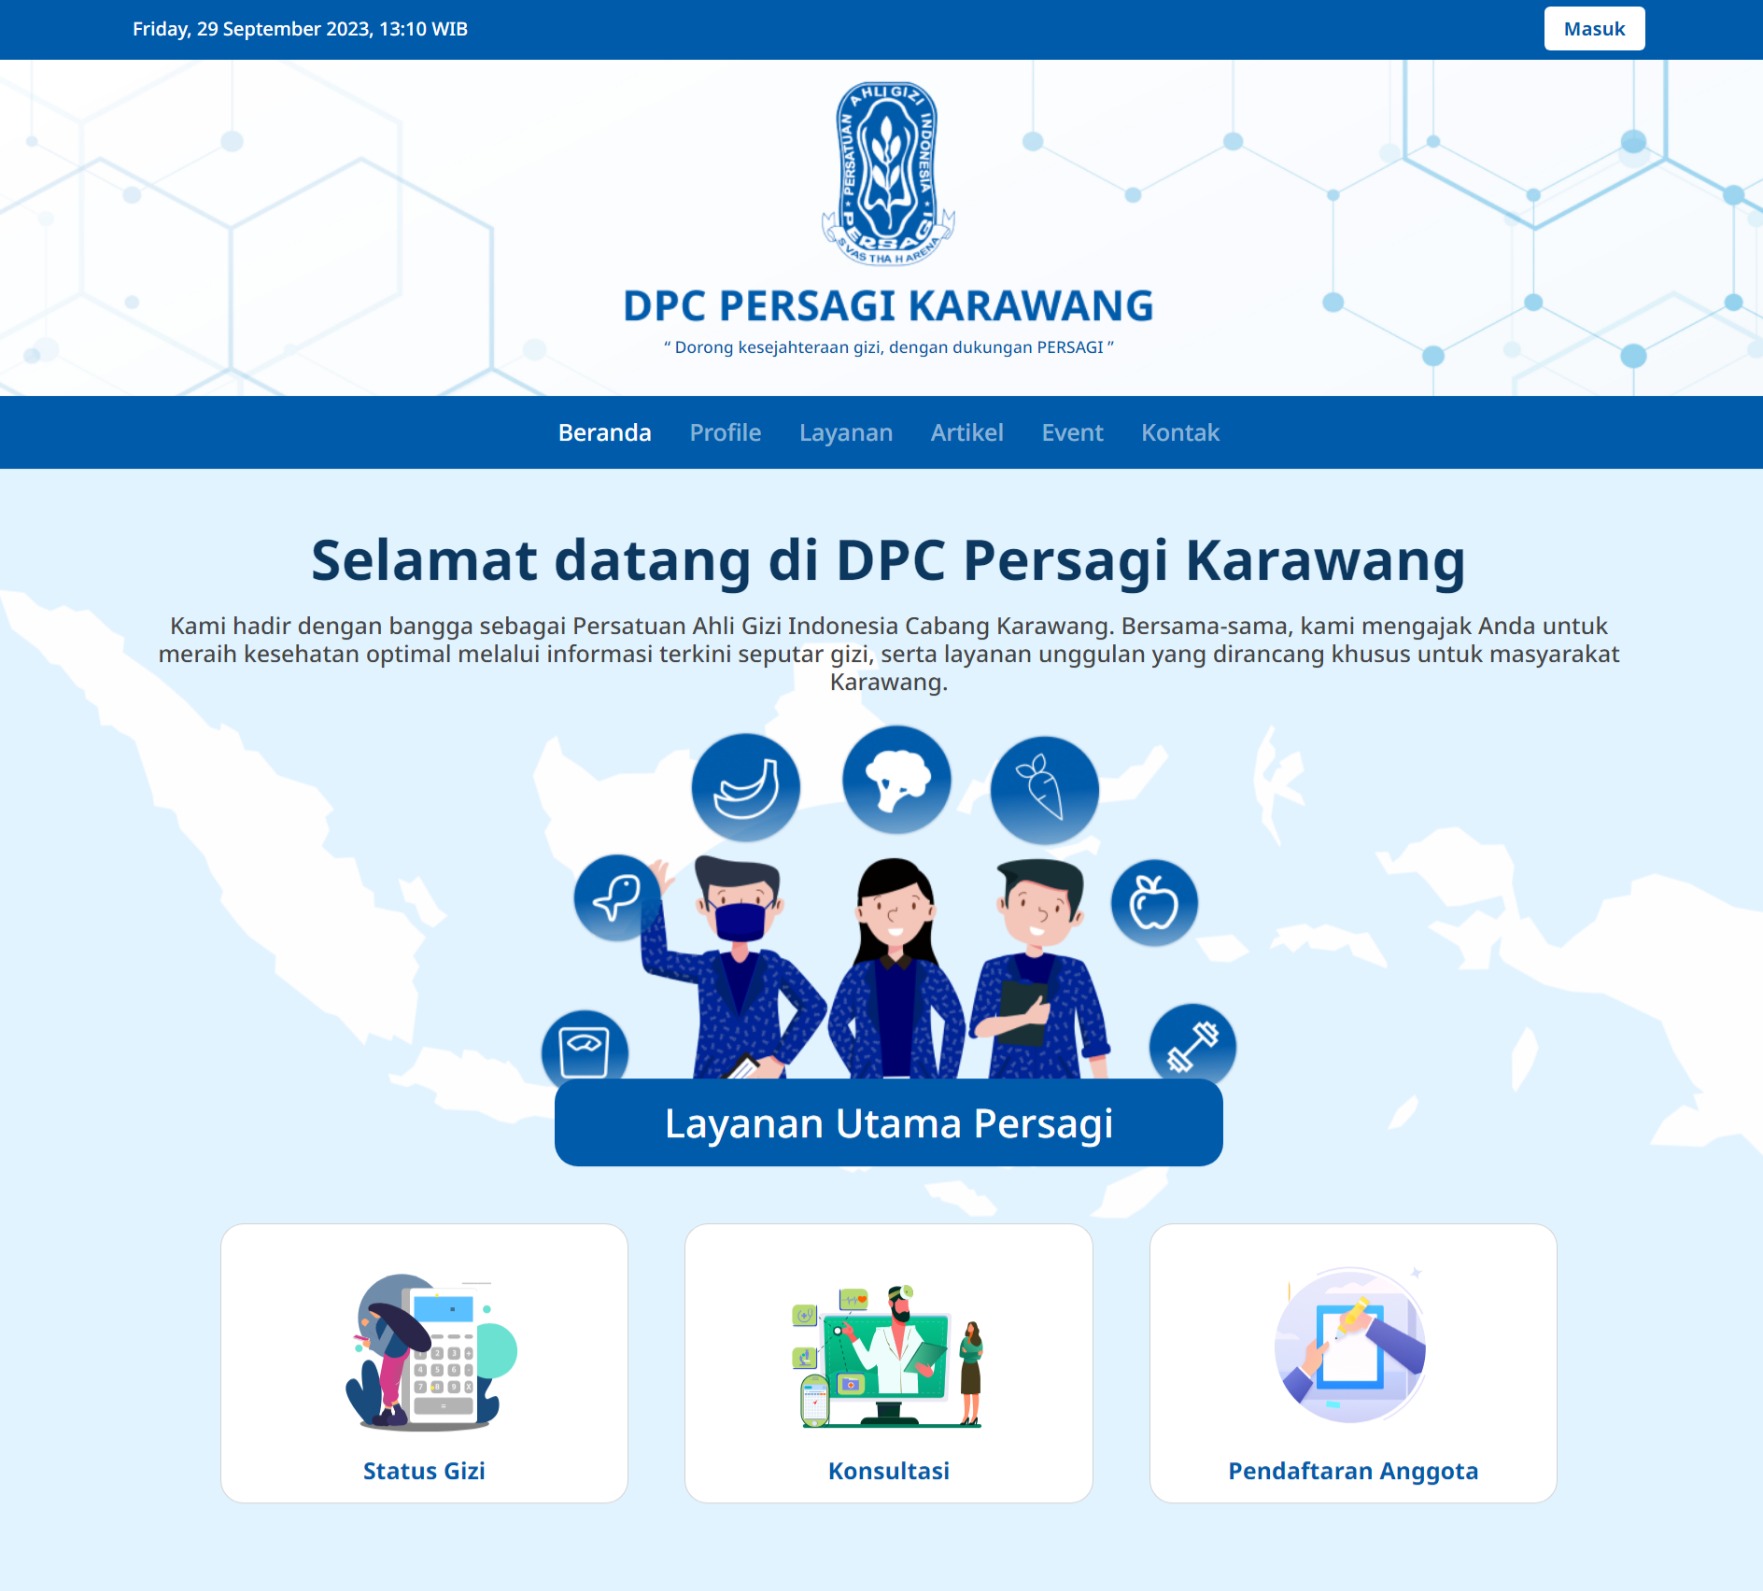 Friday, 29 September 2023, 13:10 WIB
Masuk
PERSATUAN AHLI GIZI INDONESIA
PERSAGI
SVASTHA HARENA
DPC PERSAGI KARAWANG
“ Dorong kesejahteraan gizi, dengan dukungan PERSAGI ”
Beranda Profile Layanan Artikel Event Kontak
Selamat datang di DPC Persagi Karawang
Kami hadir dengan bangga sebagai Persatuan Ahli Gizi Indonesia Cabang Karawang. Bersama-sama, kami mengajak Anda untuk
meraih kesehatan optimal melalui informasi terkini seputar gizi, serta layanan unggulan yang dirancang khusus untuk masyarakat
Karawang.
Layanan Utama Persagi
Status Gizi
Konsultasi
Pendaftaran Anggota